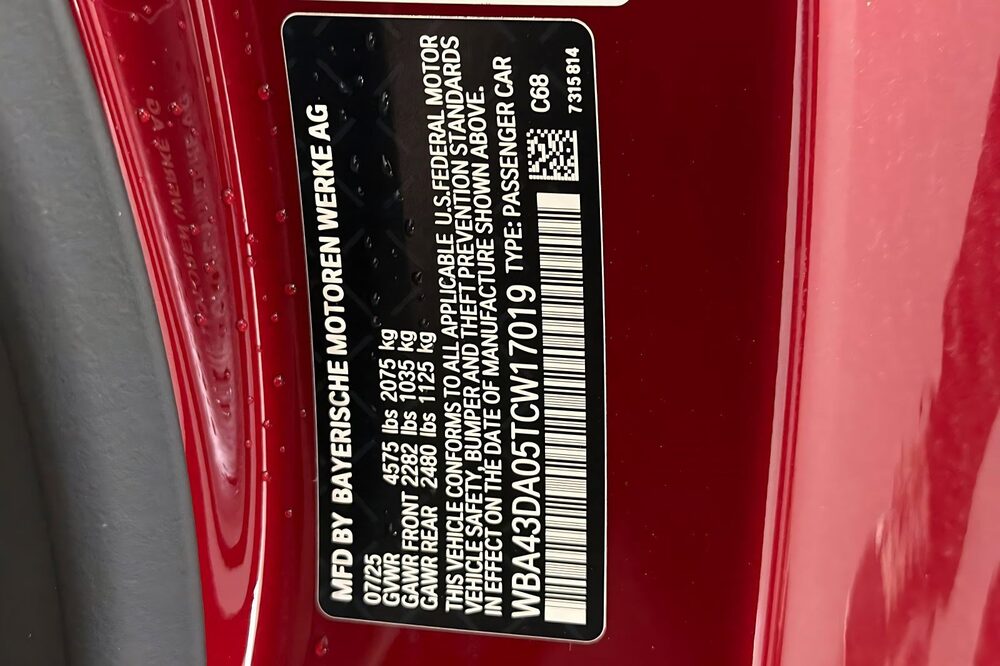 MFD BY BAYERISCHE MOTOREN WERKE AG
07/25
GVWR 4575 lbs 2075 kg
GAWR FRONT 2282 lbs 1035 kg
GAWR REAR 2480 lbs 1125 kg
THIS VEHICLE CONFORMS TO ALL APPLICABLE U.S.FEDERAL MOTOR
VEHICLE SAFETY, BUMPER AND THEFT PREVENTION STANDARDS
IN EFFECT ON THE DATE OF MANUFACTURE SHOWN ABOVE.
WBA43DA05TCW17019 TYPE: PASSENGER CAR
C68
7315814